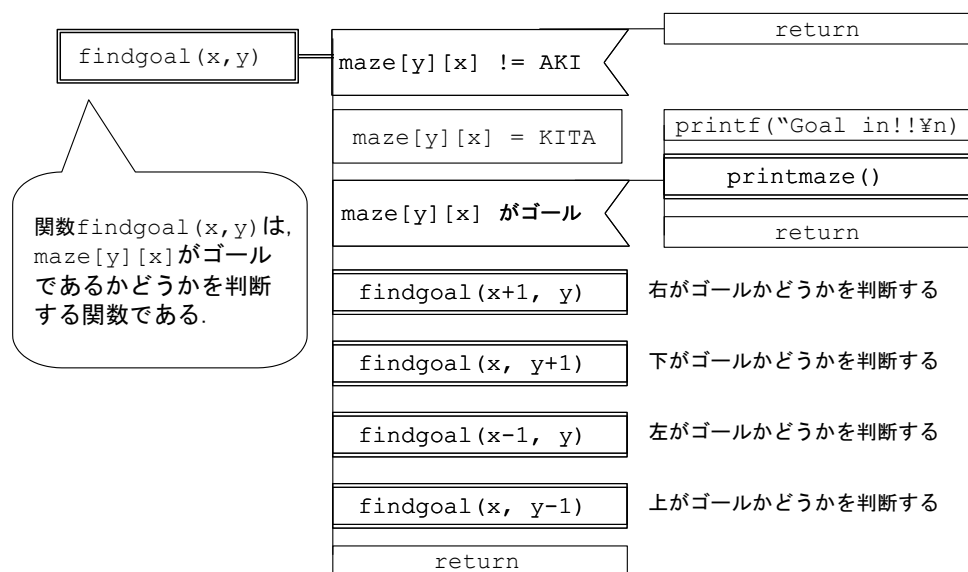 findgoal(x,y)
maze[y][x] != AKI
return
maze[y][x] = KITA
maze[y][x] がゴール
printf(“Goal in!!¥n)
printmaze()
return
関数findgoal(x,y)は,
maze[y][x]がゴール
であるかどうかを判断
する関数である.
findgoal(x+1, y)
右がゴールかどうかを判断する
findgoal(x, y+1)
下がゴールかどうかを判断する
findgoal(x-1, y)
左がゴールかどうかを判断する
findgoal(x, y-1)
上がゴールかどうかを判断する
return